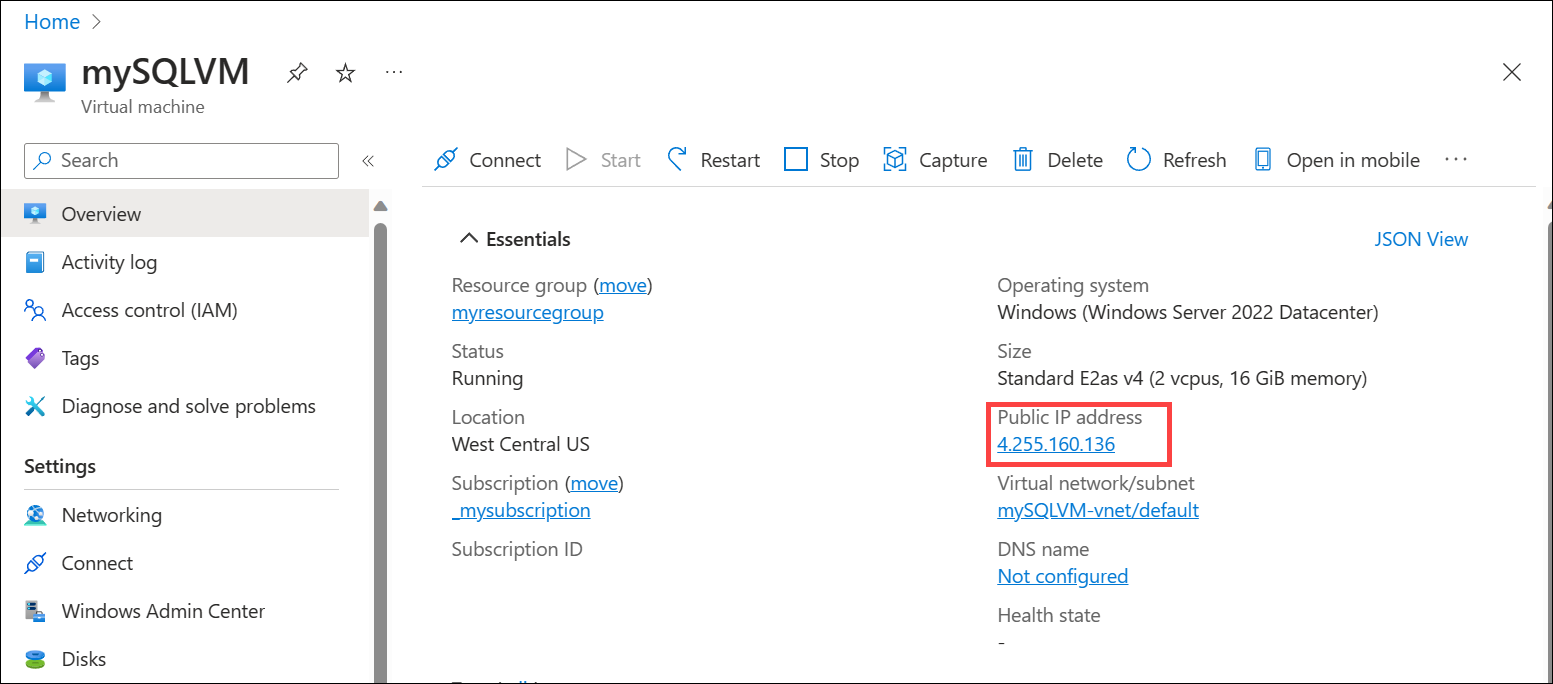 Home
mySQLVM
Virtual machine
Search
Overview
Activity log
Access control (IAM)
Tags
Diagnose and solve problems
Settings
Networking
Connect
Windows Admin Center
Disks
Connect Start Restart Stop Capture Delete Refresh Open in mobile
Essentials
JSON View
Resource group (move)
myresourcegroup
Status
Running
Location
West Central US
Subscription (move)
_mysubscription
Subscription ID
Operating system
Windows (Windows Server 2022 Datacenter)
Size
Standard E2as v4 (2 vcpus, 16 GiB memory)
Public IP address
4.255.160.136
Virtual network/subnet
mySQLVM-vnet/default
DNS name
Not configured
Health state
-